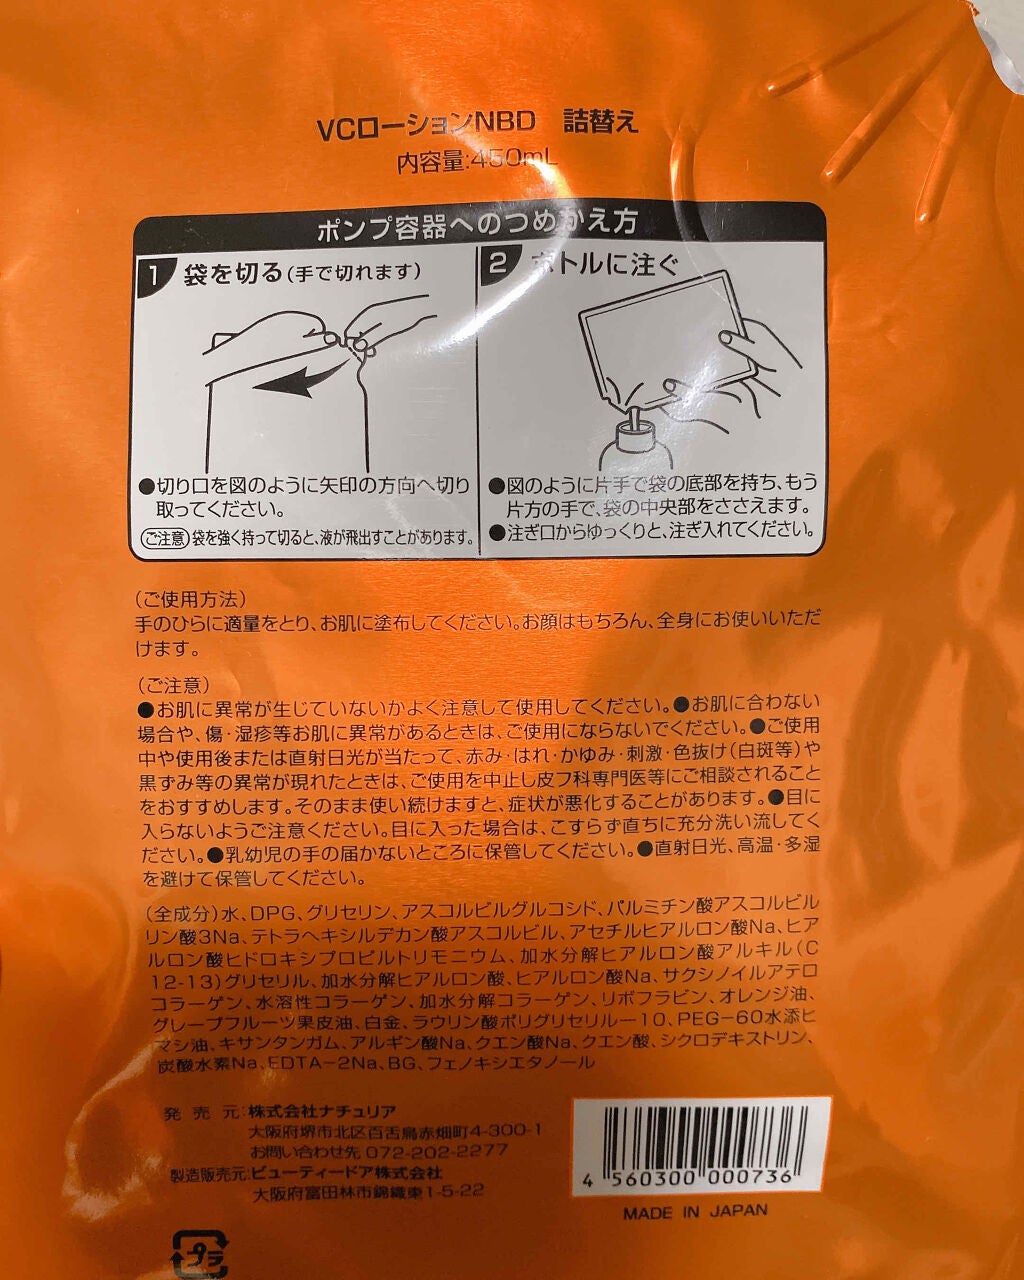 VCローションNBD　詰替え
内容量:450mL
ポンプ容器へのつめかえ方
1 袋を切る(手で切れます)
●切り口を図のように矢印の方向へ切り
取ってください。
ご注意 袋を強く持って切ると、液が飛出すことがあります。
2 ボトルに注ぐ
●図のように片手で袋の底部を持ち、もう
片方の手で、袋の中央部をささえます。
●注ぎ口からゆっくりと、注ぎ入れてください。
(ご使用方法)
手のひらに適量をとり、お肌に塗布してください。お顔はもちろん、全身にお使いいただ
けます。
(ご注意)
●お肌に異常が生じていないかよく注意して使用してください。●お肌に合わない
場合や、傷・湿疹等お肌に異常があるときは、ご使用にならないでください。●ご使用
中や使用後または直射日光が当たって、赤み・はれ・かゆみ・刺激・色抜け(白斑等)や
黒ずみ等の異常が現れたときは、ご使用を中止し皮フ科専門医等にご相談されること
をおすすめします。そのまま使い続けますと、症状が悪化することがあります。●目に
入らないようご注意ください。目に入った場合は、こすらず直ちに充分洗い流してく
ださい。●乳幼児の手の届かないところに保管してください。●直射日光、高温・多湿
を避けて保管してください。
(全成分)水、DPG、グリセリン、アスコルビルグルコシド、パルミチン酸アスコルビル
リン酸3Na、テトラヘキシルデカン酸アスコルビル、アセチルヒアルロン酸Na、ヒア
ルロン酸ヒドロキシプロピルトリモニウム、加水分解ヒアルロン酸アルキル(C
12-13)グリセリル、加水分解ヒアルロン酸、ヒアルロン酸Na、サクシノイルアテロ
コラーゲン、水溶性コラーゲン、加水分解コラーゲン、リボフラビン、オレンジ油、
グレープフルーツ果皮油、白金、ラウリン酸ポリグリセリル－10、PEG－60水添ヒ
マシ油、キサンタンガム、アルギン酸Na、クエン酸Na、クエン酸、シクロデキストリン、
炭酸水素Na、EDTA－2Na、BG、フェノキシエタノール
発売元:株式会社ナチュリア
大阪府堺市北区百舌鳥赤畑町4-300-1
お問い合わせ先 072-202-2277
製造販売元:ビューティードア株式会社
大阪府富田林市錦織東1-5-22
4 560300 000736
MADE IN JAPAN
プラ